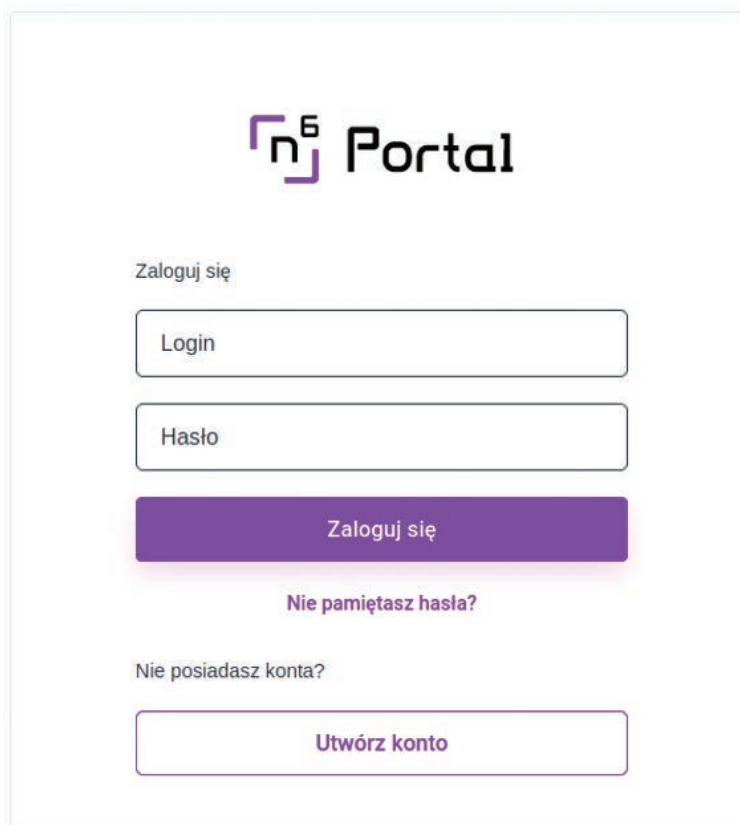 n6 Portal
Zaloguj się
Login
Hasło
Zaloguj się
Nie pamiętasz hasła?
Nie posiadasz konta?
Utwórz konto